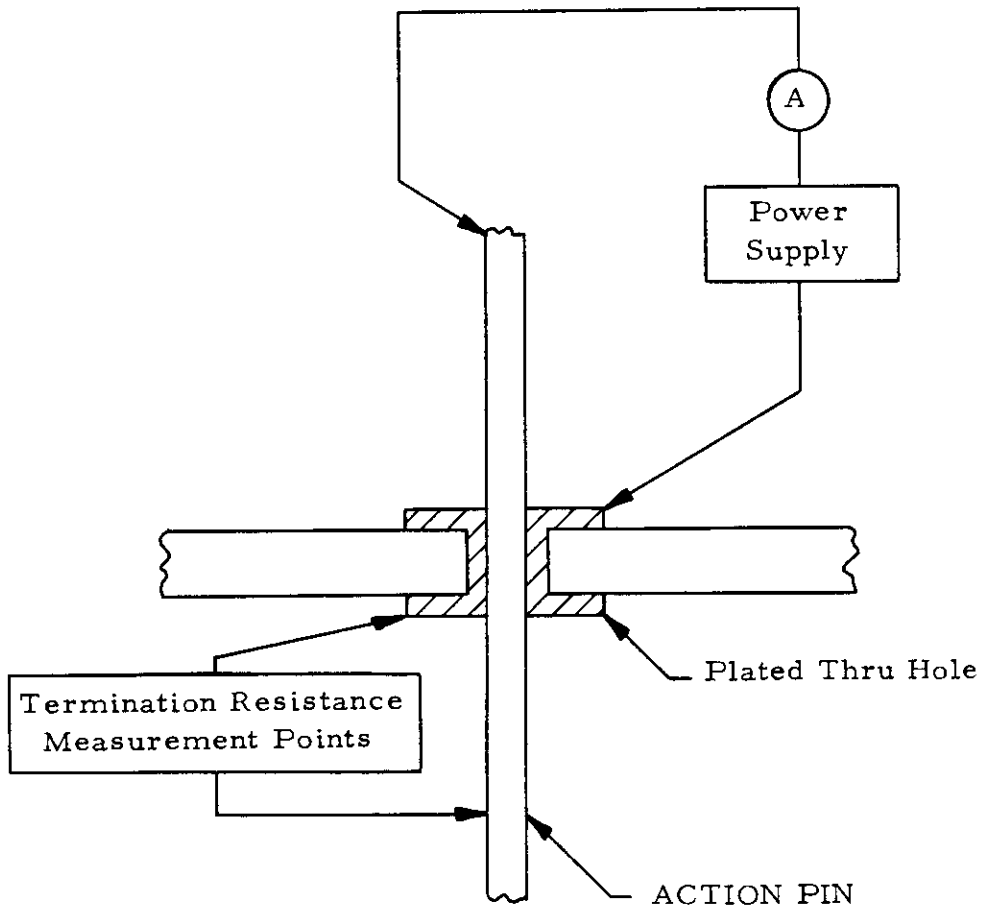 A
Power
Supply
Plated Thru Hole
Termination Resistance
Measurement Points
ACTION PIN